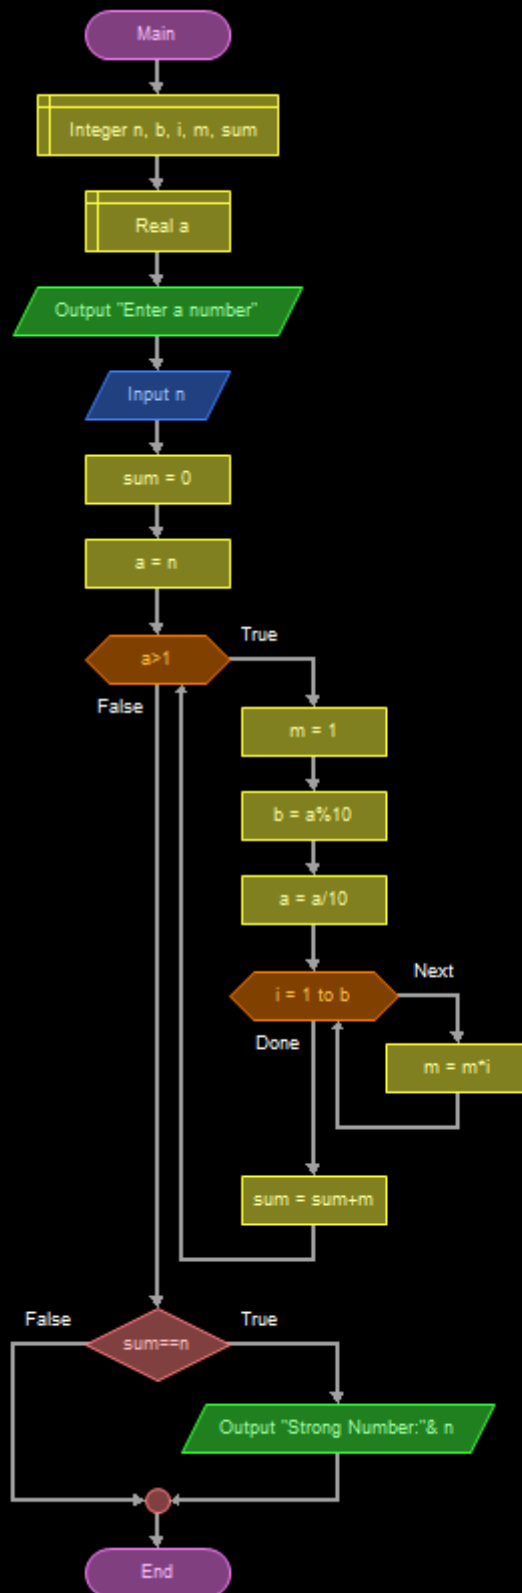 Main
Integer n, b, i, m, sum
Real a
Output "Enter a number"
Input n
sum = 0
a = n
a>1
True
False
m = 1
b = a%10
a = a/10
i = 1 to b
Next
Done
m = m*i
sum = sum+m
sum==n
False
True
Output "Strong Number:"& n
End